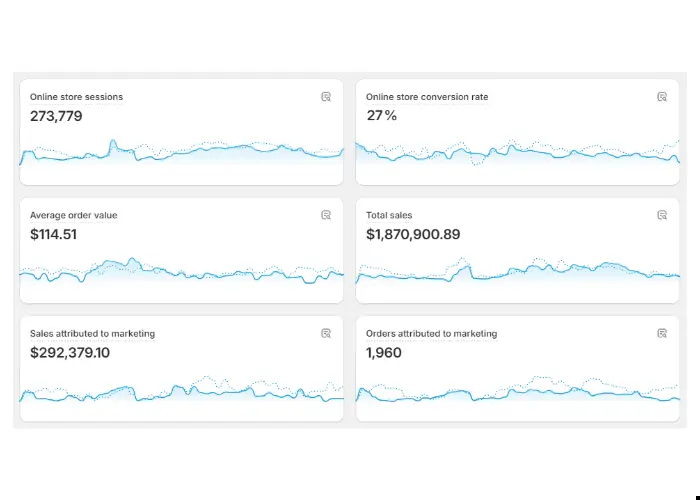 Online store sessions
273,779
Online store conversion rate
27%
Average order value
$114.51
Total sales
$1,870,900.89
Sales attributed to marketing
$292,379.10
Orders attributed to marketing
1,960